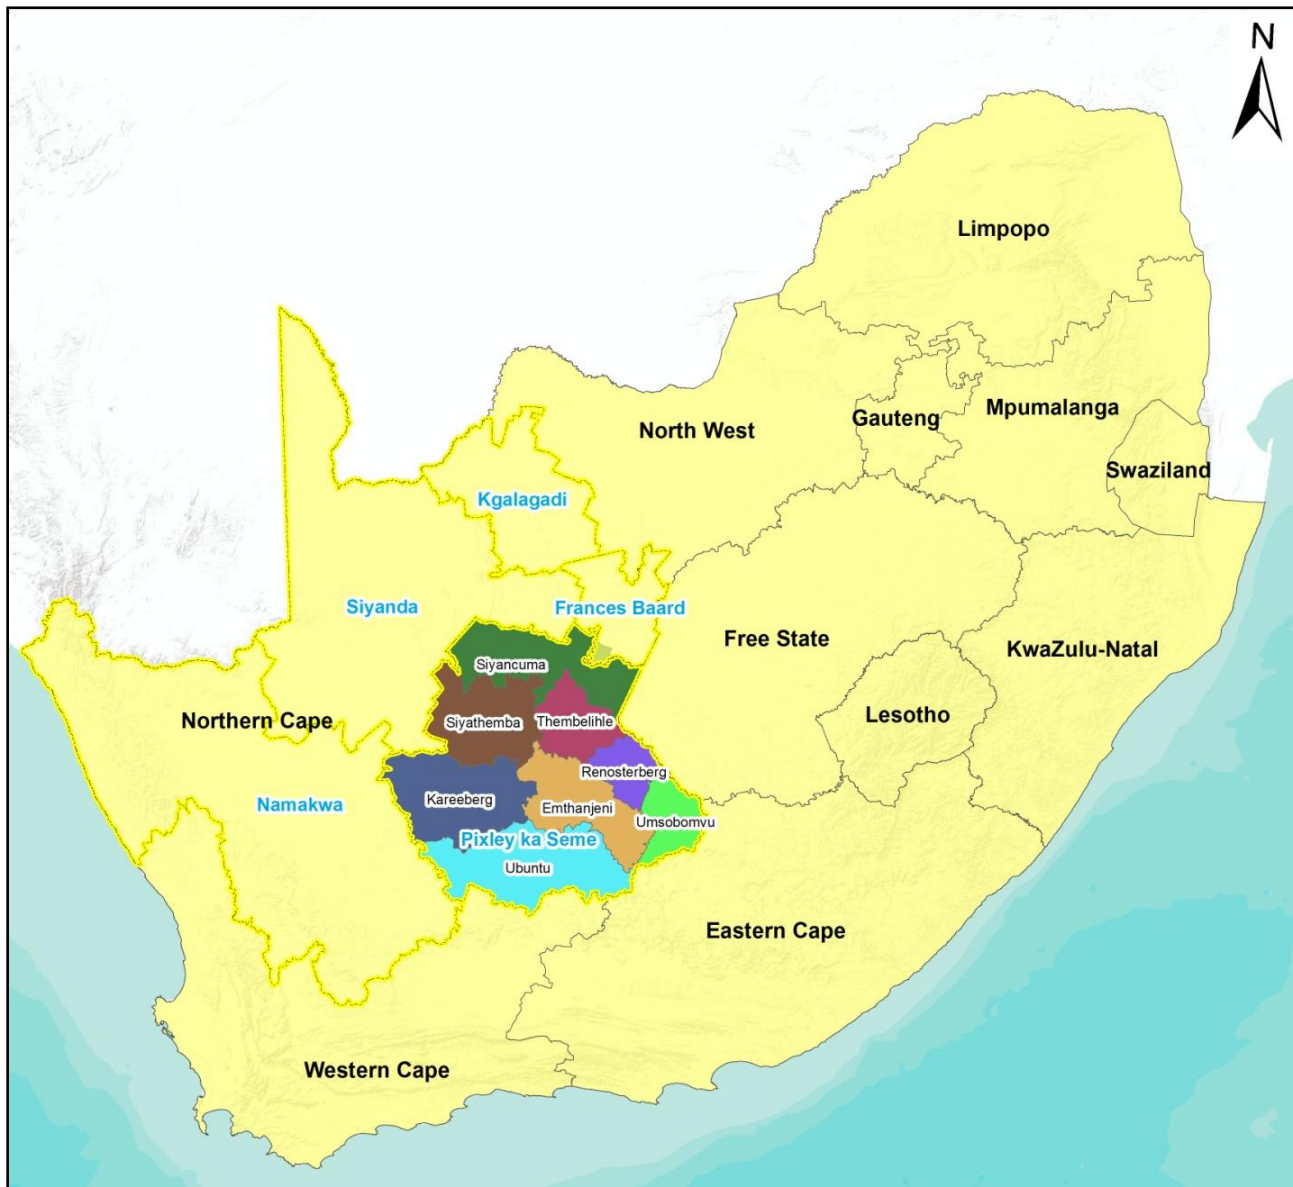 N
Limpopo
Gauteng
Mpumalanga
North West
Swaziland
Kgalagadi
Siyanda
Frances Baard
Free State
KwaZulu-Natal
Siyancuma
Northern Cape
Siyathemba
Thembelihle
Lesotho
Renosterberg
Namakwa
Kareeberg
Emthanjeni
Umsobomvu
Pixley ka Seme
Ubuntu
Eastern Cape
Western Cape